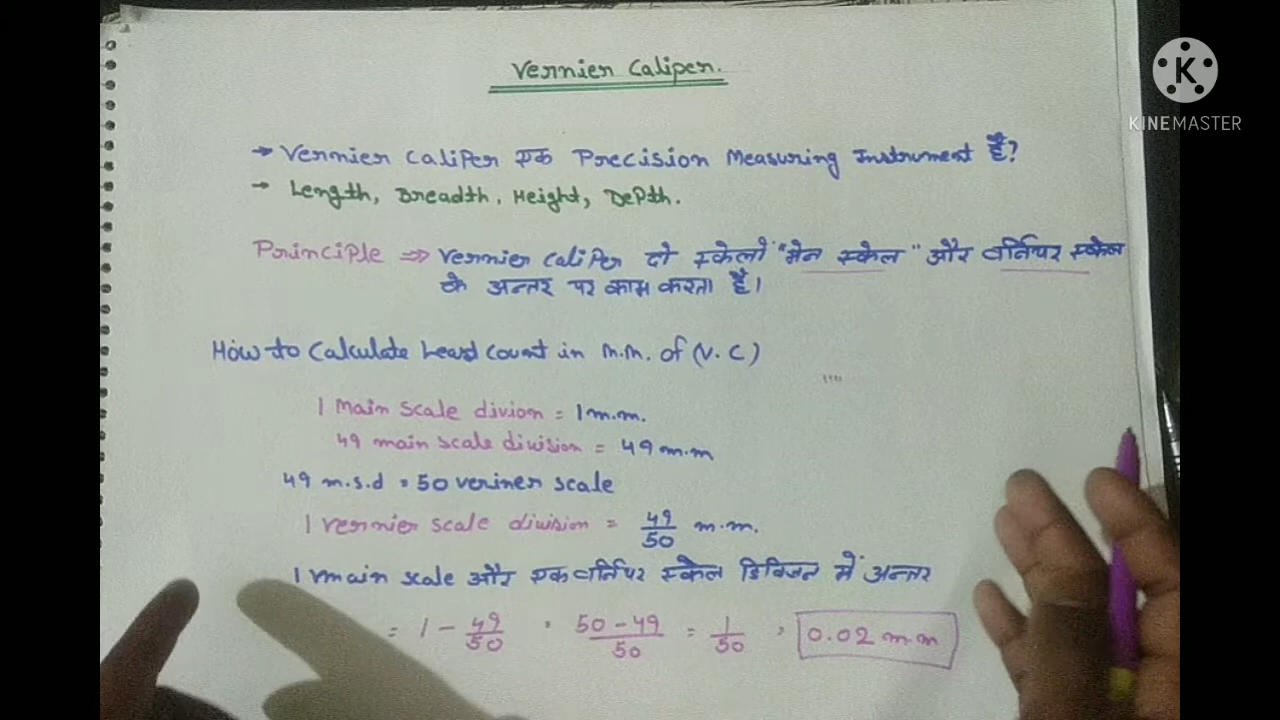 Vernier Caliper.
K
KINEMASTER
→ Vernier Caliper एक Precision Measuring Instrument है?
→ Length, Breadth, Height, Depth.
Principle ⇒ Vernier Caliper दो स्केलों "मेन स्केल" और वर्नियर स्केल
के अन्तर पर काम करता है।
How to Calculate Least Count in m.m. of (V.C)
1 Main scale divion = 1 m.m.
49 main scale division = 49 m.m
49 m.s.d = 50 veriner scale
1 vernier scale division = 49/50 m.m.
1 main scale और एक वर्नियर स्केल डिविजन में अन्तर
= 1 - 49/50 = 50-49/50 = 1/50 = 0.02 m.m